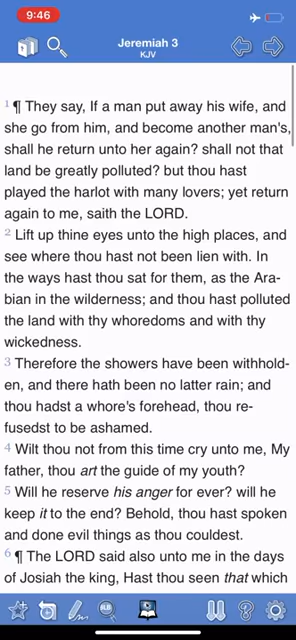 9:46
Jeremiah 3
KJV
1 ¶ They say, If a man put away his wife, and
she go from him, and become another man's,
shall he return unto her again? shall not that
land be greatly polluted? but thou hast
played the harlot with many lovers; yet return
again to me, saith the LORD.
2 Lift up thine eyes unto the high places, and
see where thou hast not been lien with. In
the ways hast thou sat for them, as the Ara-
bian in the wilderness; and thou hast polluted
the land with thy whoredoms and with thy
wickedness.
3 Therefore the showers have been withhold-
en, and there hath been no latter rain; and
thou hadst a whore's forehead, thou re-
fusedst to be ashamed.
4 Wilt thou not from this time cry unto me, My
father, thou art the guide of my youth?
5 Will he reserve his anger for ever? will he
keep it to the end? Behold, thou hast spoken
and done evil things as thou couldest.
6 ¶ The LORD said also unto me in the days
of Josiah the king, Hast thou seen that which
BLB